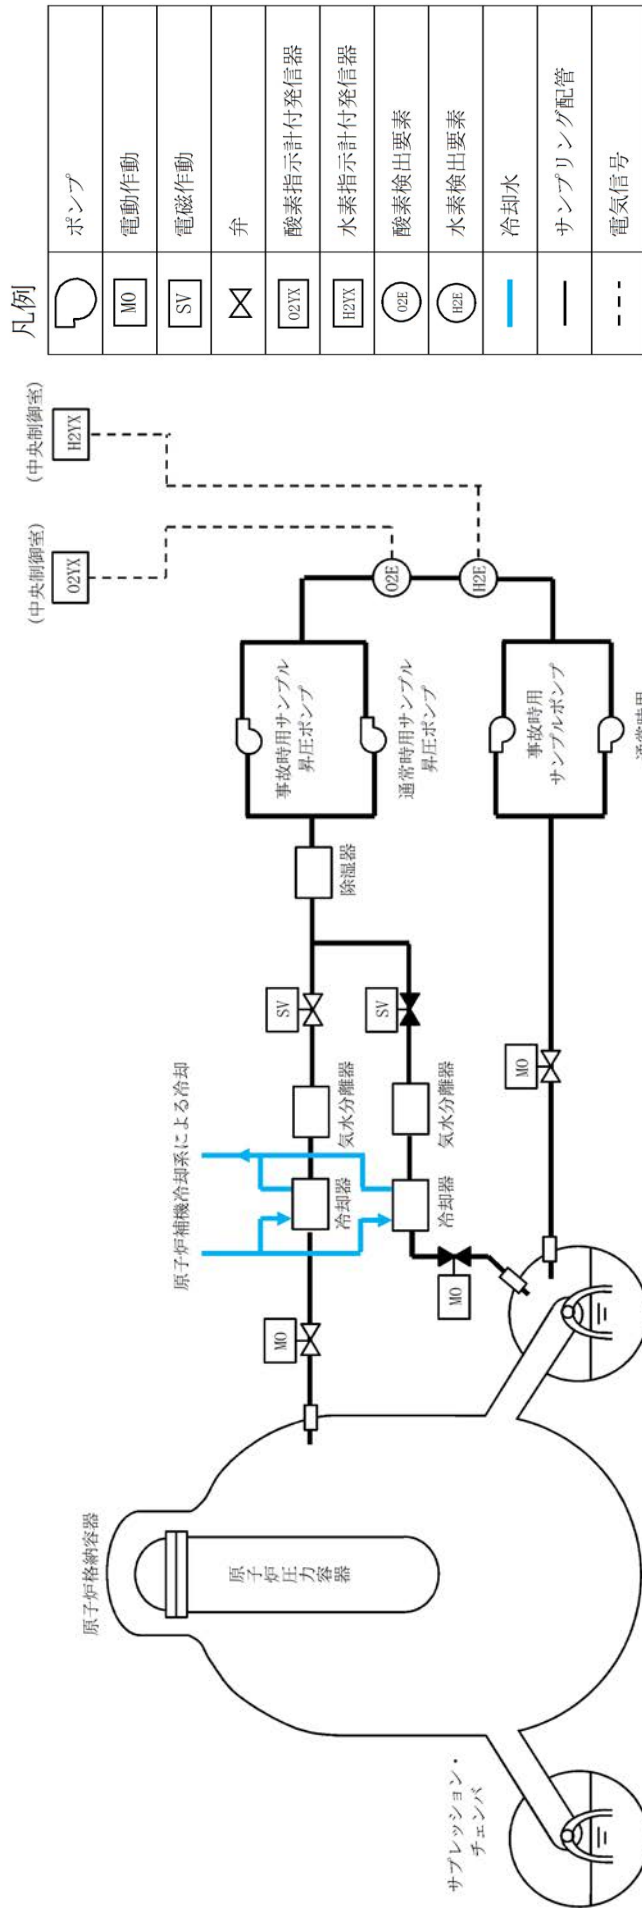 凡例
ポンプ
MO
電動作動
SV
電磁作動
弁
O2YX
酸素指示計付発信器
H2YX
水素指示計付発信器
O2E
酸素検出要素
H2E
水素検出要素
冷却水
サンプリング配管
電気信号
(中央制御室)
H2YX
(中央制御室)
O2YX
O2E
H2E
事故時用サンプル
昇圧ポンプ
通常時用サンプル
昇圧ポンプ
事故時用
サンプルポンプ
通常時用
除湿器
SV
SV
気水分離器
気水分離器
冷却器
冷却器
原子炉補機冷却系による冷却
MO
MO
MO
原子炉格納容器
原子炉圧力容器
サプレッション・
チェンバ